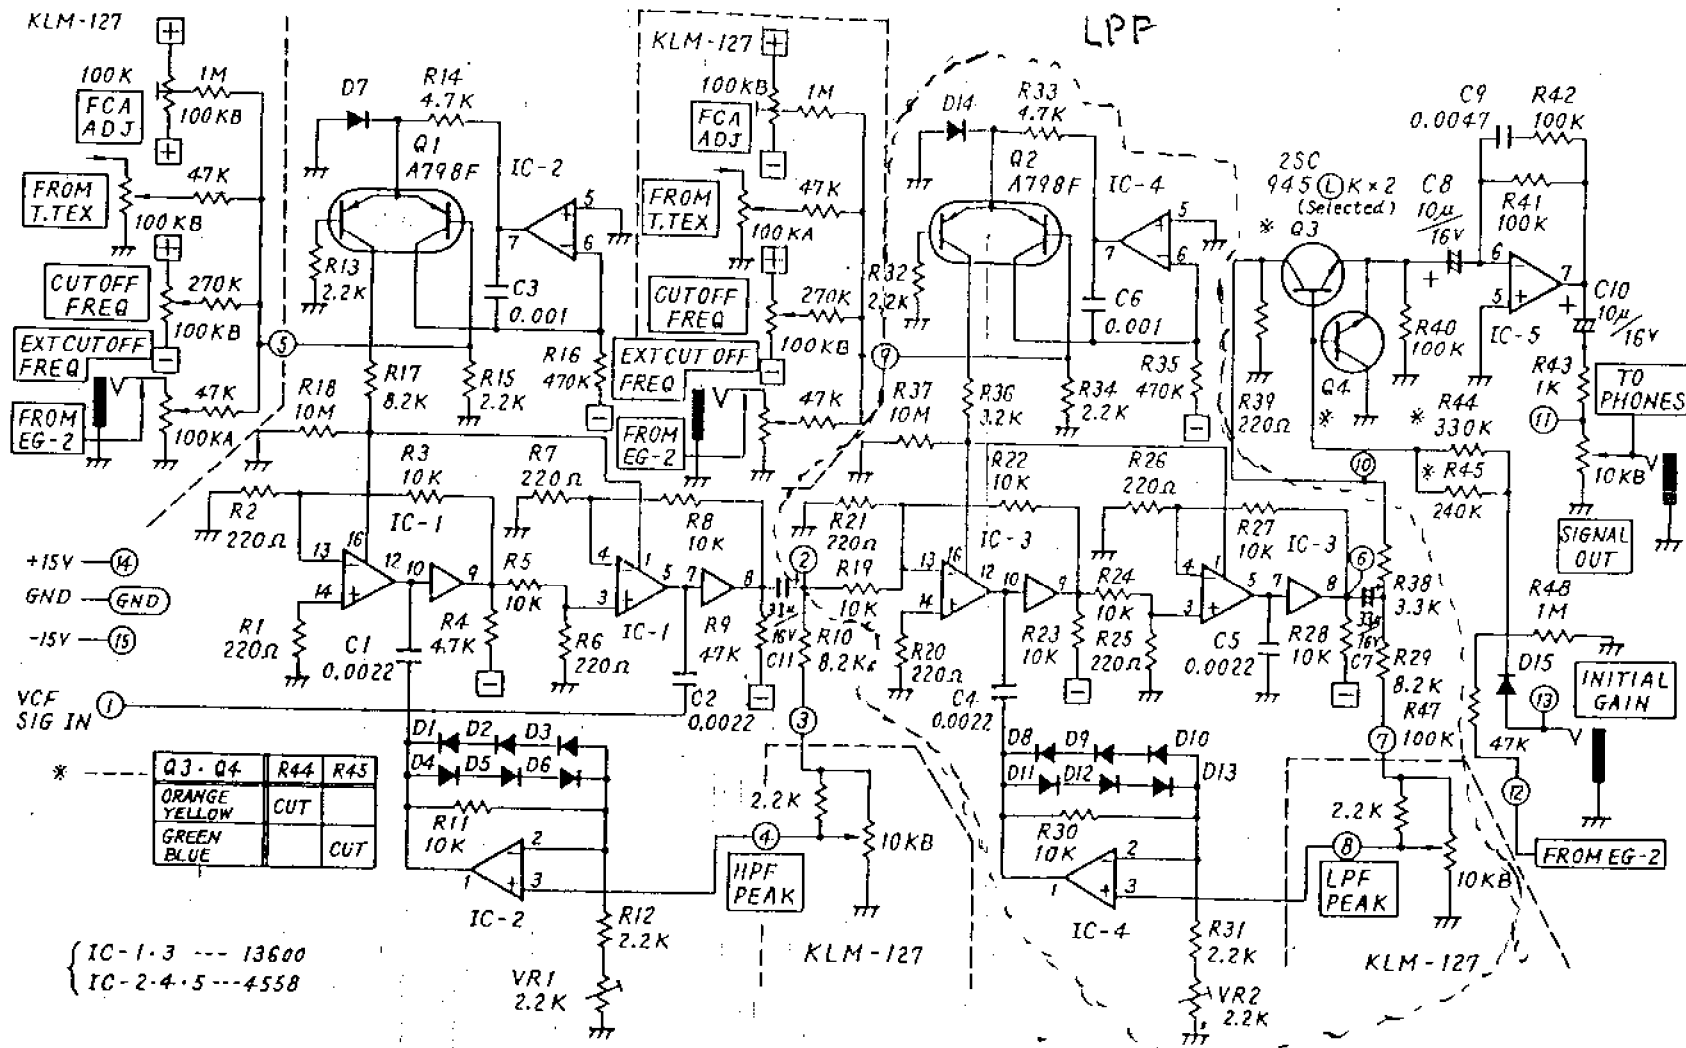 KLM-127
LPF
KLM-127
100K
1M
FCA
ADJ
100KB
D7
R14
4.7K
Q1
A798F
IC-2
5
6
7
47K
FROM
T.TEX
100KB
CUTOFF
FREQ
270K
100KB
EXT CUT OFF
FREQ
FROM
EG-2
47K
100KA
5
R13
2.2K
C3
0.001
R16
470K
R18
10M
R17
8.2K
R15
2.2K
100KB
1M
FCA
ADJ
FROM
T.TEX
47K
100KA
CUTOFF
FREQ
270K
100KB
EXT CUT OFF
FREQ
FROM
EG-2
47K
9
D14
R33
4.7K
Q2
A798F
IC-4
5
6
7
R32
2.2K
C6
0.001
R35
470K
R37
10M
R36
3.2K
R34
2.2K
2SC
945 L K×2
(Selected)
* Q3
Q4
*
C8
10μ
/16V
+
C9
0.0047
R42
100K
R41
100K
6
5
7
IC-5
+
C10
10μ
/16V
R40
100K
R39
220Ω
R43
1K
11
TO
PHONES
* R44
330K
* R45
240K
10KB
SIGNAL
OUT
10
R2
220Ω
R3
10K
IC-1
16
13
14
12
10
9
R1
220Ω
C1
0.0022
R4
4.7K
R5
10K
R6
220Ω
R7
220Ω
R8
10K
4
3
1
5
7
8
IC-1
R9
47K
C2
0.0022
33μ
16V
C11
2
R10
8.2K
3
R21
220Ω
R19
10K
R22
10K
IC-3
16
13
14
12
10
9
R20
220Ω
C4
0.0022
R23
10K
R24
10K
R25
220Ω
R26
220Ω
R27
10K
IC-3
4
3
1
5
7
8
6
C5
0.0022
R28
10K
33μ
16V
C7
R38
3.3K
R29
8.2K
7
R47
100K
R48
1M
D15
13
INITIAL
GAIN
47K
12
FROM EG-2
+15V 14
GND GND
-15V 15
VCF
SIG IN 1
* Q3·Q4 R44 R45
ORANGE
YELLOW CUT
GREEN
BLUE CUT
D1 D2 D3
D4 D5 D6
R11
10K
2
3
1
IC-2
R12
2.2K
VR1
2.2K
2.2K
4
HPF
PEAK
10KB
KLM-127
D8 D9 D10
D11 D12 D13
R30
10K
2
3
1
IC-4
R31
2.2K
VR2
2.2K
2.2K
8
LPF
PEAK
10KB
KLM-127
IC-1·3 --- 13600
IC-2·4·5 --- 4558